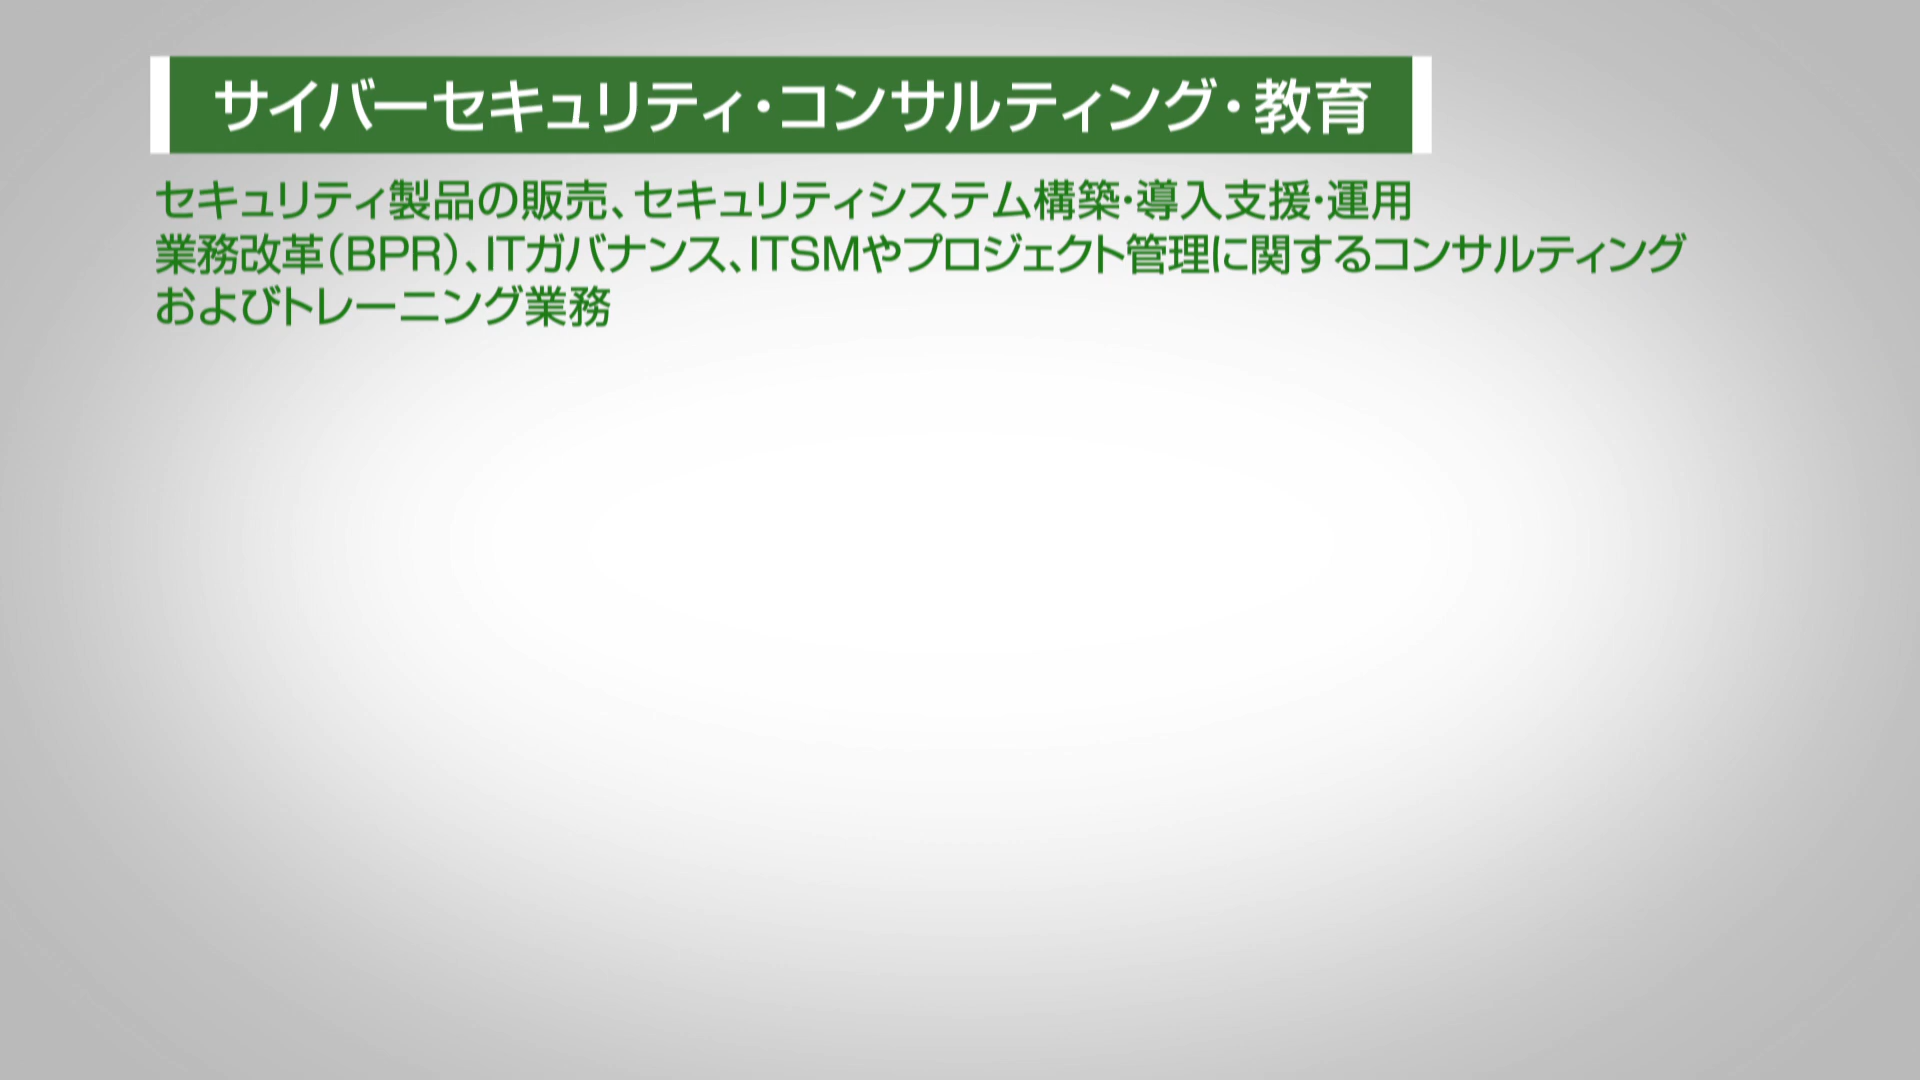 サイバーセキュリティ・コンサルティング・教育
セキュリティ製品の販売、セキュリティシステム構築・導入支援・運用
業務改革（BPR）、ITガバナンス、ITSMやプロジェクト管理に関するコンサルティング
およびトレーニング業務